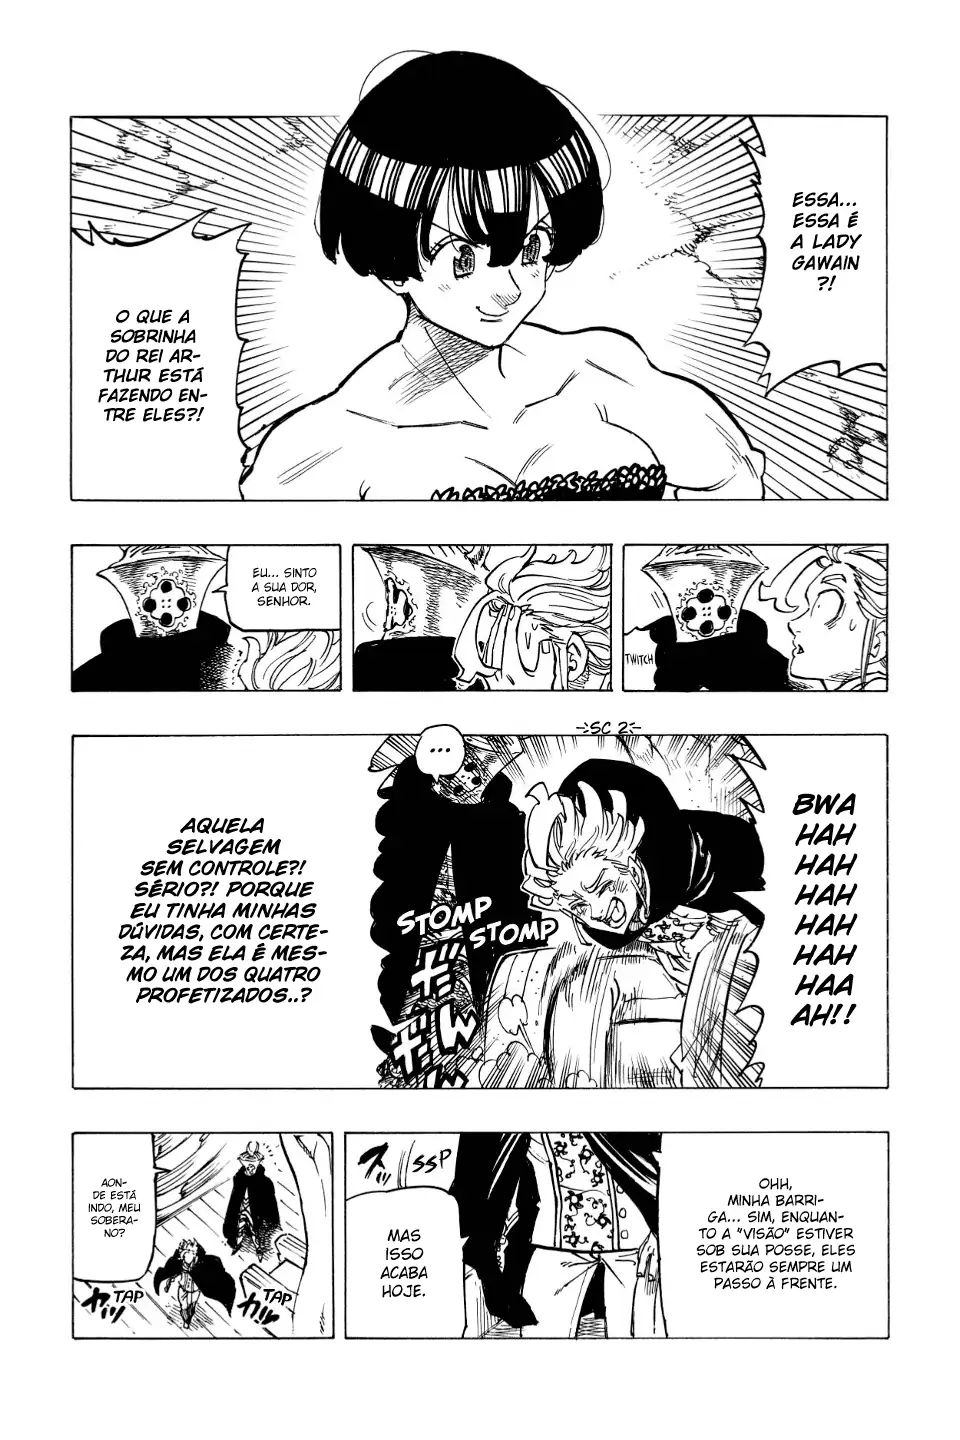 ESSA...
ESSA É
A LADY
GAWAIN
?!
O QUE A
SOBRINHA
DO REI AR-
THUR ESTÁ
FAZENDO EN-
TRE ELES?!
EU... SINTO
A SUA DOR,
SENHOR.
TWITCH
SC 2
...
BWA
HAH
HAH
HAH
HAH
HAH
HAA
AH!!
STOMP
STOMP
AQUELA
SELVAGEM
SEM CONTROLE?!
SÉRIO?! PORQUE
EU TINHA MINHAS
DÚVIDAS, COM CERTE-
ZA, MAS ELA É MES-
MO UM DOS QUATRO
PROFETIZADOS..?
AON-
DE ESTÁ
INDO, MEU
SOBERA-
NO?
TAP
TAP
SSP
MAS
ISSO
ACABA
HOJE.
OHH,
MINHA BARRI-
GA... SIM, ENQUAN-
TO A "VISÃO" ESTIVER
SOB SUA POSSE, ELES
ESTARÃO SEMPRE UM
PASSO À FRENTE.